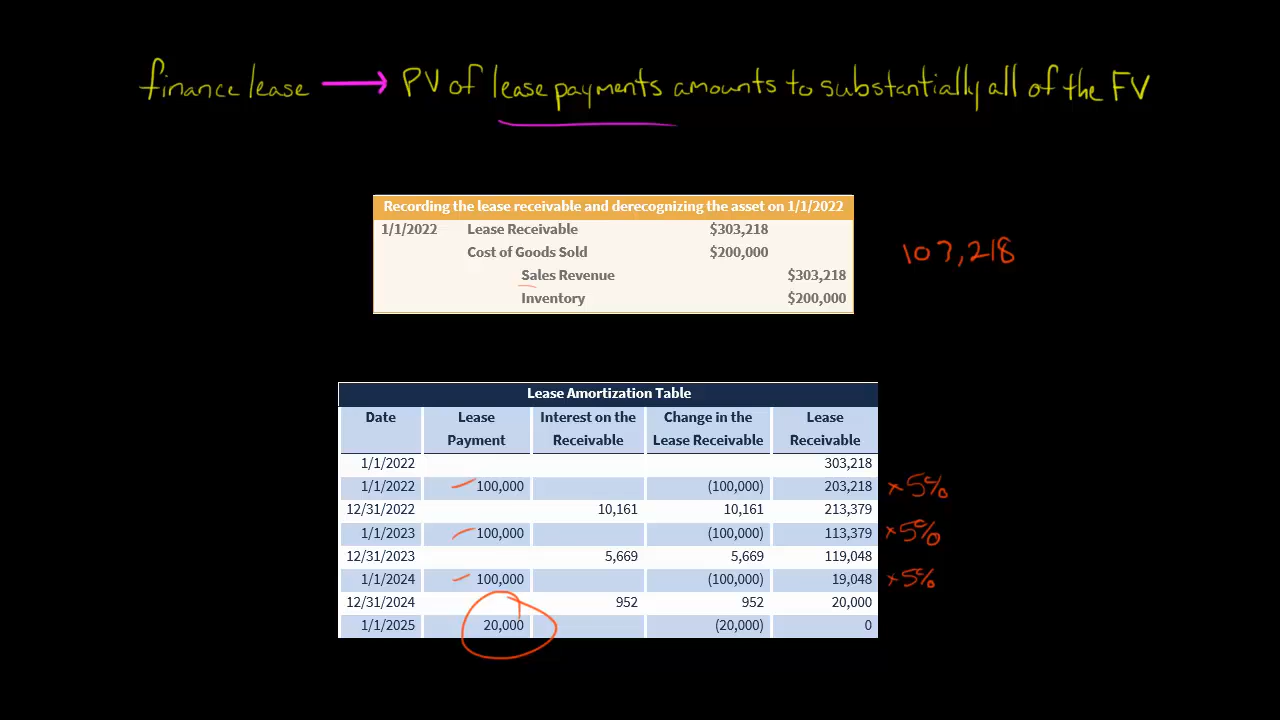 finance lease → PV of lease payments amounts to substantially all of the FV
Recording the lease receivable and derecognizing the asset on 1/1/2022
1/1/2022 Lease Receivable $303,218
Cost of Goods Sold $200,000
Sales Revenue $303,218
Inventory $200,000
107,218
Lease Amortization Table
Date Lease Payment Interest on the Receivable Change in the Lease Receivable Lease Receivable
1/1/2022 303,218
1/1/2022 100,000 (100,000) 203,218 ×5%
12/31/2022 10,161 10,161 213,379
1/1/2023 100,000 (100,000) 113,379 ×5%
12/31/2023 5,669 5,669 119,048
1/1/2024 100,000 (100,000) 19,048 ×5%
12/31/2024 952 952 20,000
1/1/2025 20,000 (20,000) 0